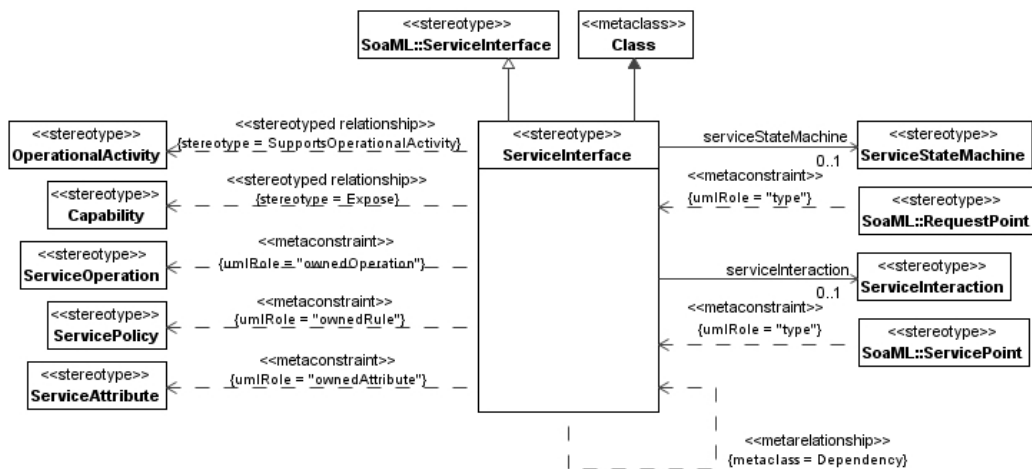 <<stereotype>>
SoaML::ServiceInterface
<<metaclass>>
Class
<<stereotype>>
OperationalActivity
<<stereotyped relationship>>
{stereotype = SupportsOperationalActivity}
<<stereotype>>
ServiceInterface
serviceStateMachine
0..1
<<stereotype>>
ServiceStateMachine
<<stereotype>>
Capability
<<stereotyped relationship>>
{stereotype = Expose}
<<metaconstraint>>
{umlRole = "type"}
<<stereotype>>
SoaML::RequestPoint
<<stereotype>>
ServiceOperation
<<metaconstraint>>
{umlRole = "ownedOperation"}
serviceInteraction
0..1
<<stereotype>>
ServiceInteraction
<<stereotype>>
ServicePolicy
<<metaconstraint>>
{umlRole = "ownedRule"}
<<metaconstraint>>
{umlRole = "type"}
<<stereotype>>
SoaML::ServicePoint
<<stereotype>>
ServiceAttribute
<<metaconstraint>>
{umlRole = "ownedAttribute"}
<<metarelationship>>
{metaclass = Dependency}